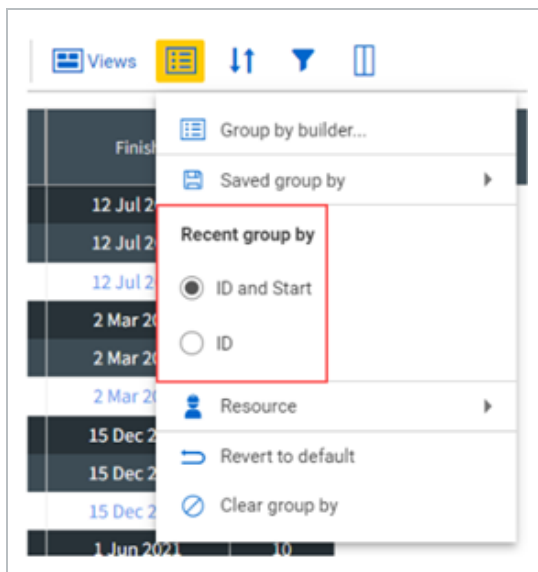 Views
Group by builder...
Saved group by
Recent group by
ID and Start
ID
Resource
Revert to default
Clear group by
Finish
12 Jul 2
12 Jul 2
12 Jul 2
2 Mar 20
2 Mar 20
2 Mar 20
15 Dec 2
15 Dec 2
15 Dec 2
1 Jun 2021 10